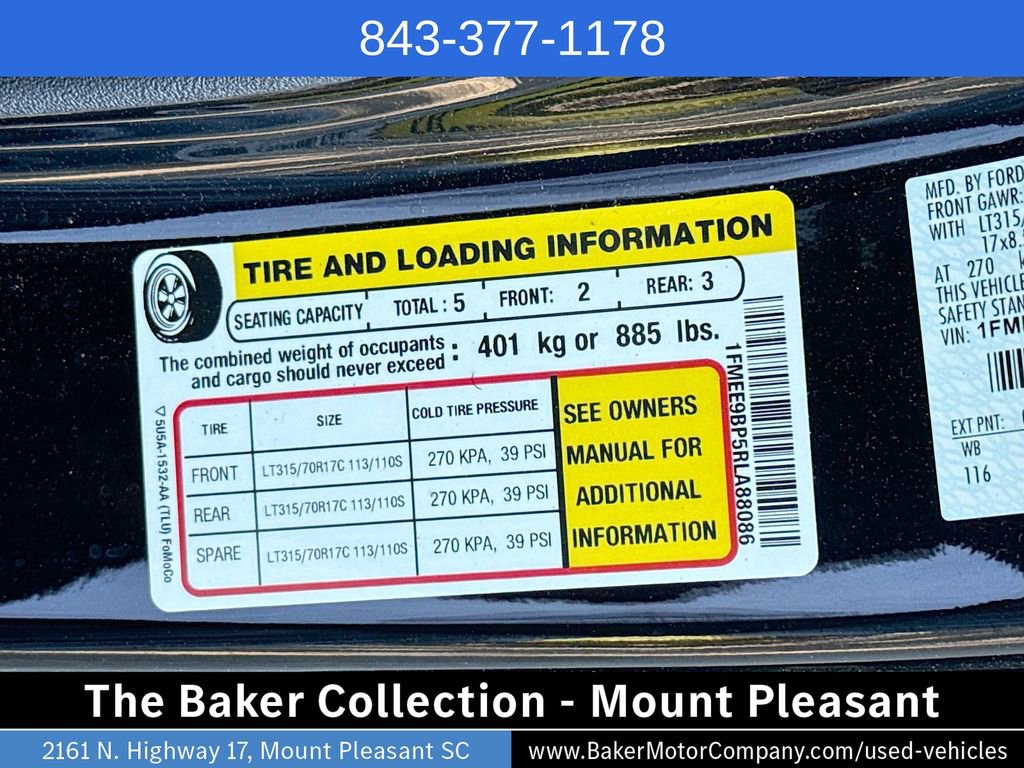 843-377-1178
TIRE AND LOADING INFORMATION
SEATING CAPACITY TOTAL : 5 FRONT: 2 REAR: 3
The combined weight of occupants
and cargo should never exceed : 401 kg or 885 lbs.
TIRE SIZE COLD TIRE PRESSURE
FRONT LT315/70R17C 113/110S 270 KPA, 39 PSI
REAR LT315/70R17C 113/110S 270 KPA, 39 PSI
SPARE LT315/70R17C 113/110S 270 KPA, 39 PSI
SEE OWNERS
MANUAL FOR
ADDITIONAL
INFORMATION
5U5A-1532-AA (TLU) FoMoCo
1FMEE9BP5RLA88086
MFD. BY FORD
FRONT GAWR:
WITH LT315/
17x8.
AT 270
THIS VEHICLE
SAFETY STAN
VIN: 1FM
EXT PNT:
WB
116
The Baker Collection - Mount Pleasant
2161 N. Highway 17, Mount Pleasant SC
www.BakerMotorCompany.com/used-vehicles